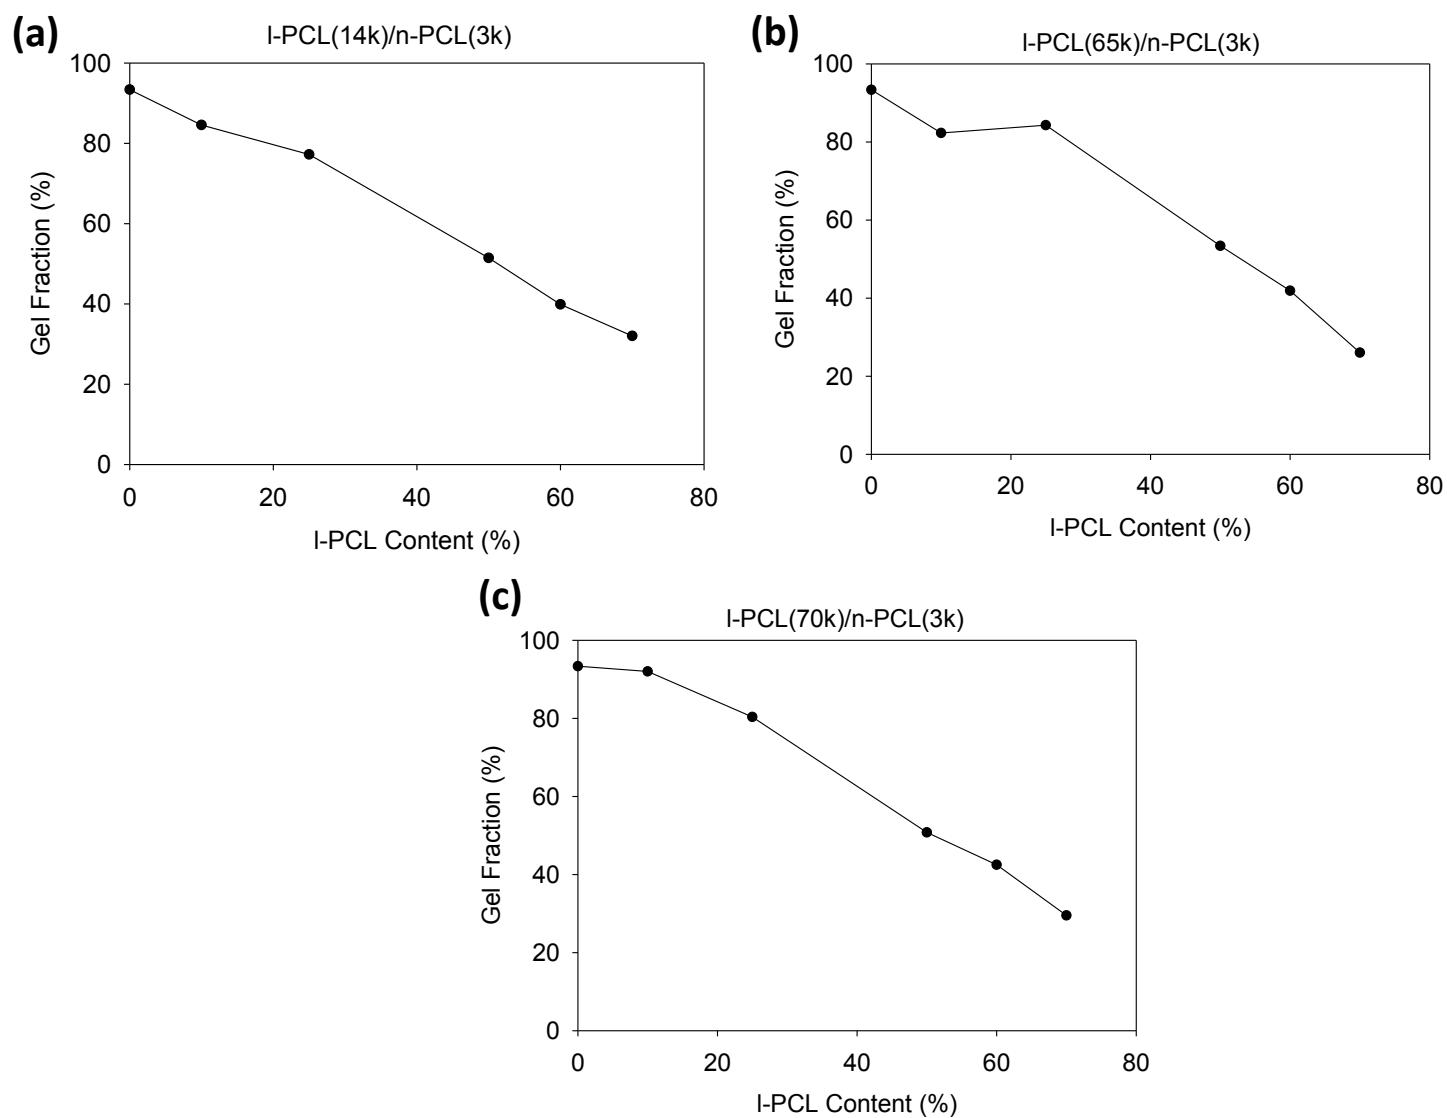 (a)
l-PCL(14k)/n-PCL(3k)
100
80
60
40
20
0
Gel Fraction (%)
0 20 40 60 80
l-PCL Content (%)
(b)
l-PCL(65k)/n-PCL(3k)
100
80
60
40
20
0
Gel Fraction (%)
0 20 40 60 80
l-PCL Content (%)
(c)
l-PCL(70k)/n-PCL(3k)
100
80
60
40
20
0
Gel Fraction (%)
0 20 40 60 80
l-PCL Content (%)